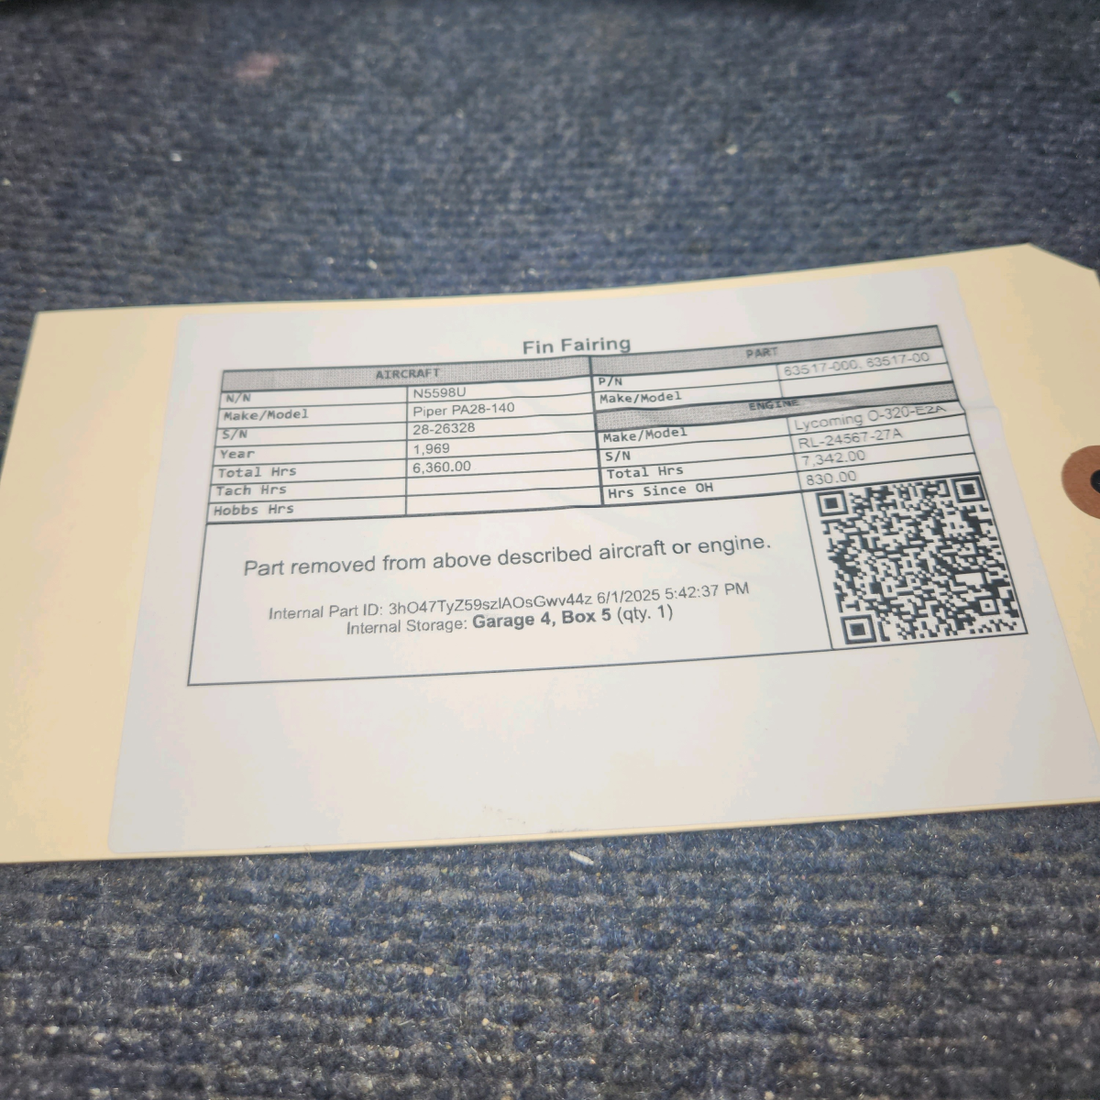 Fin Fairing
AIRCRAFT
N/N N5598U
Make/Model Piper PA28-140
S/N 28-26328
Year 1,969
Total Hrs 6,360.00
Tach Hrs
Hobbs Hrs
PART
P/N 63517-000, 63517-00
Make/Model
ENGINE
Make/Model Lycoming O-320-E2A
S/N RL-24567-27A
Total Hrs 7,342.00
Hrs Since OH 830.00
Part removed from above described aircraft or engine.
Internal Part ID: 3hO47TyZ59szlAOsGwv44z 6/1/2025 5:42:37 PM
Internal Storage: Garage 4, Box 5 (qty. 1)